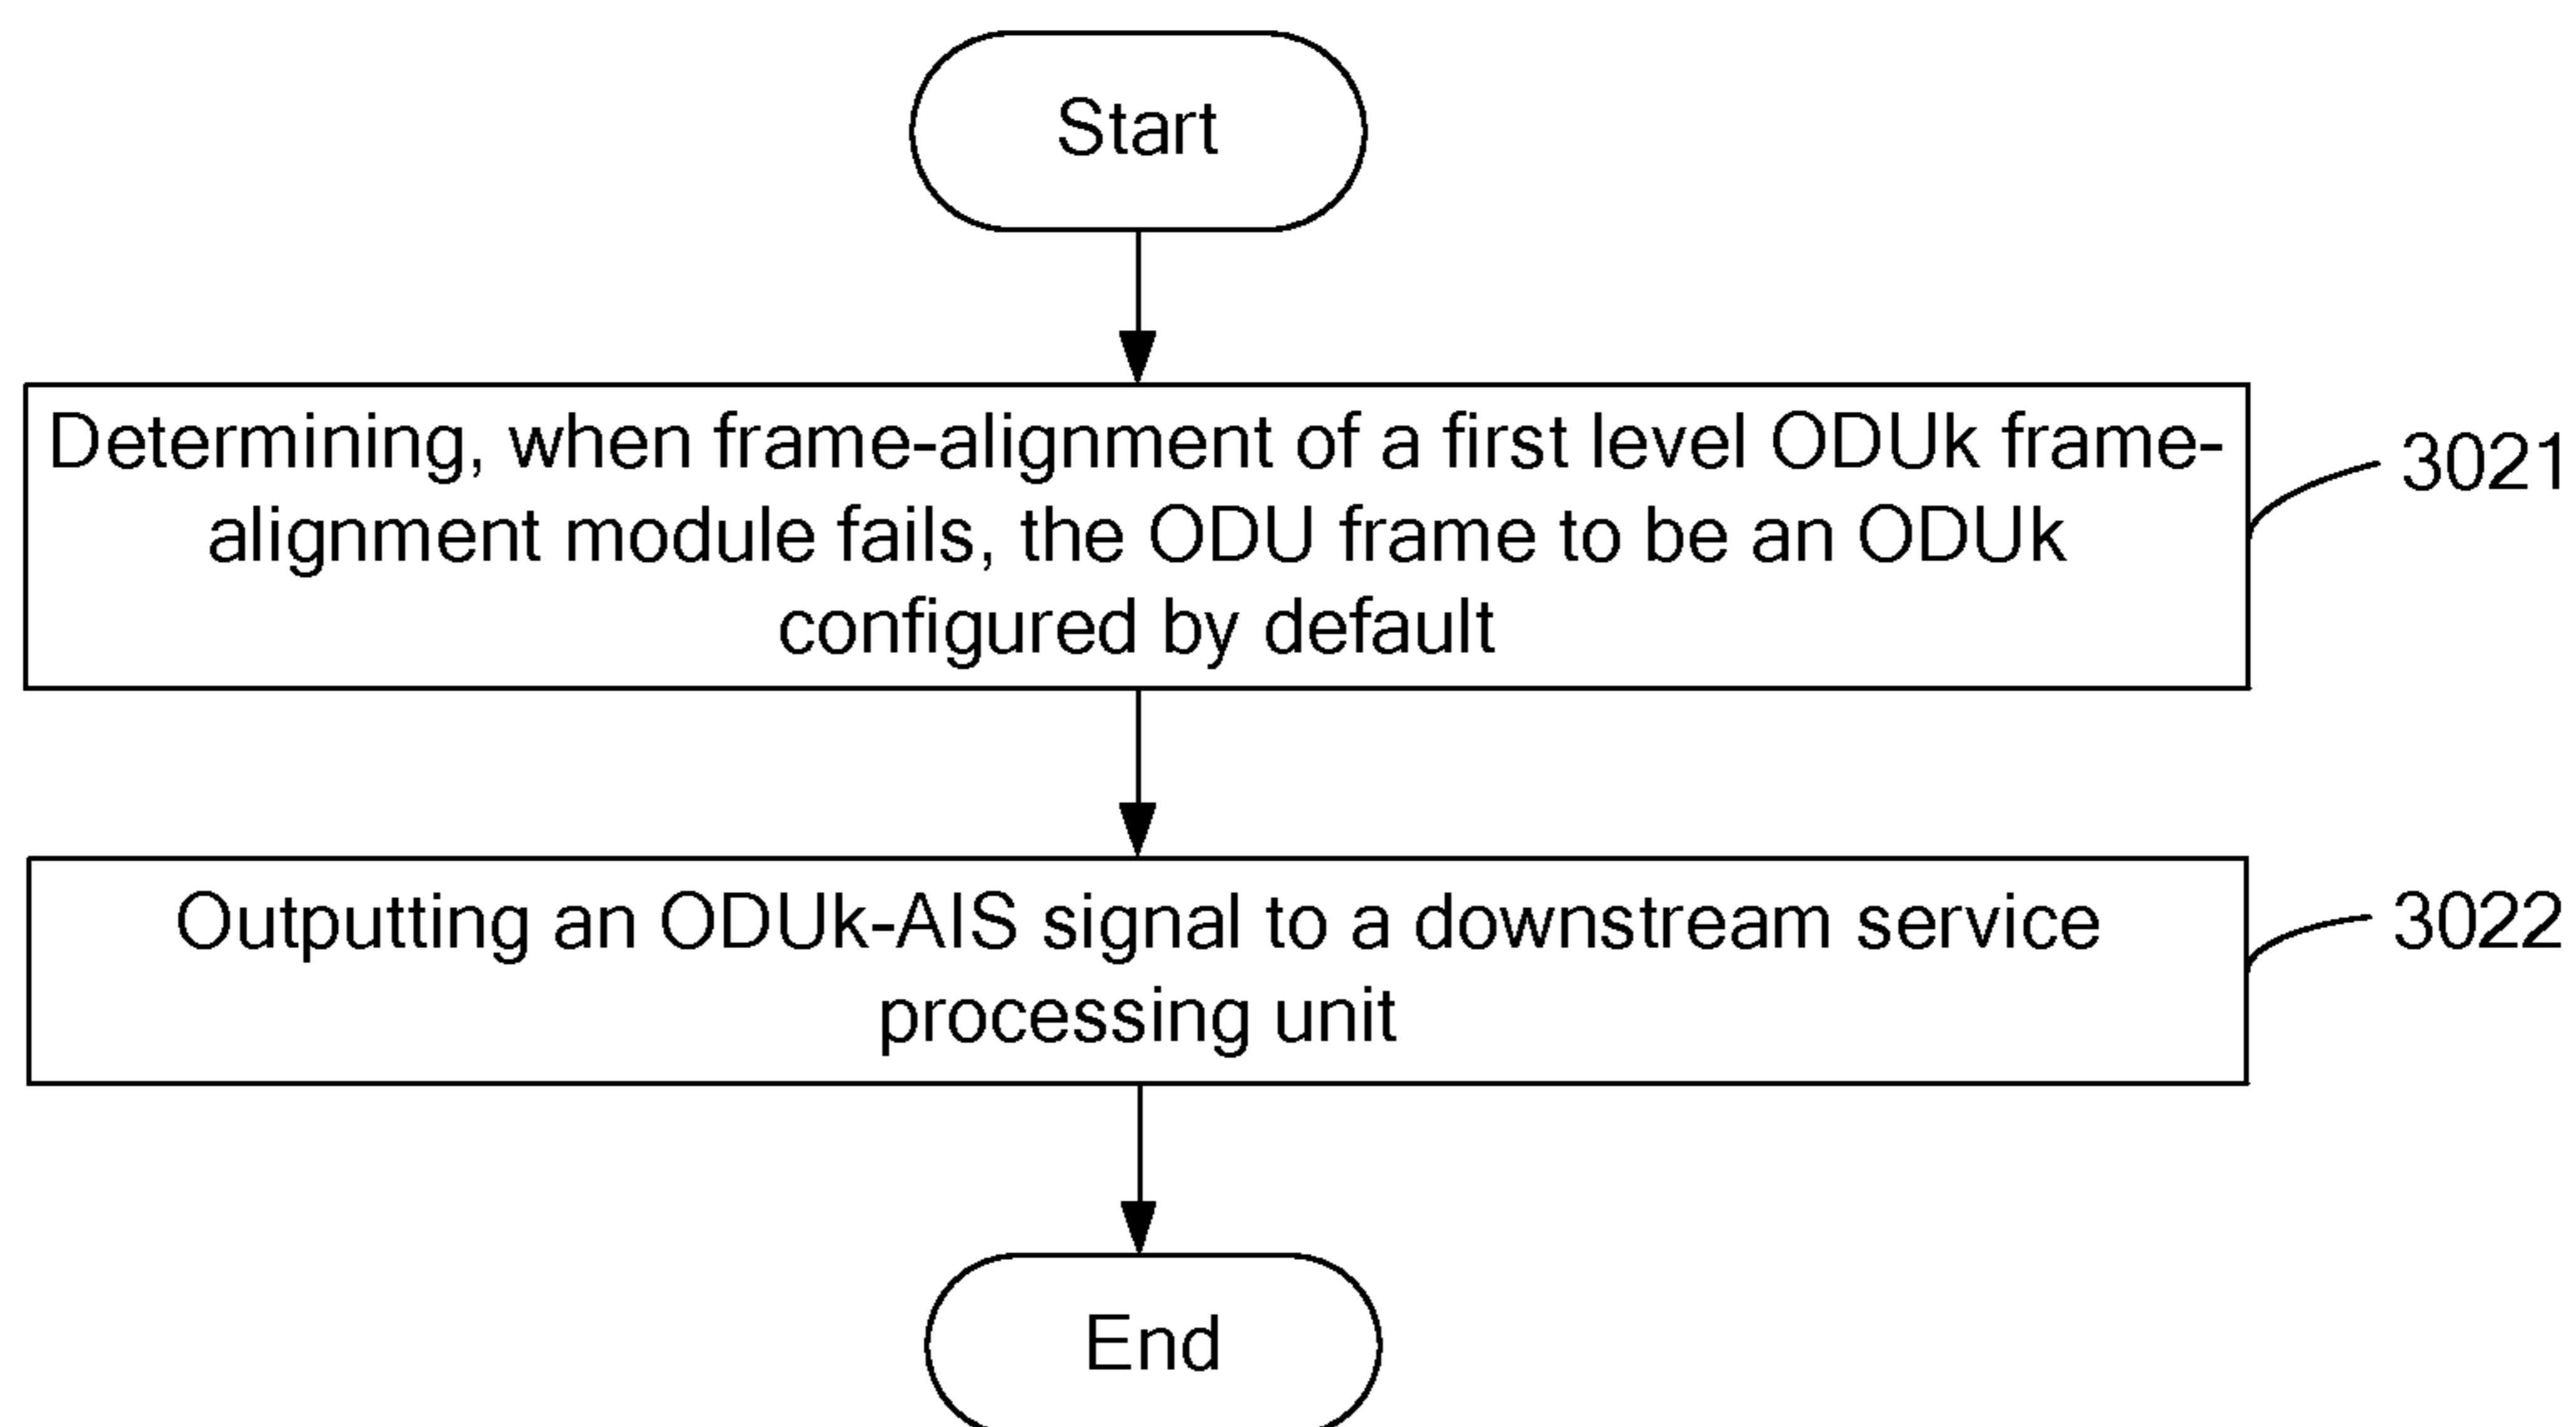 Start
Determining, when frame-alignment of a first level ODUk frame-
alignment module fails, the ODU frame to be an ODUk
configured by default
3021
Outputting an ODUk-AIS signal to a downstream service
processing unit
3022
End